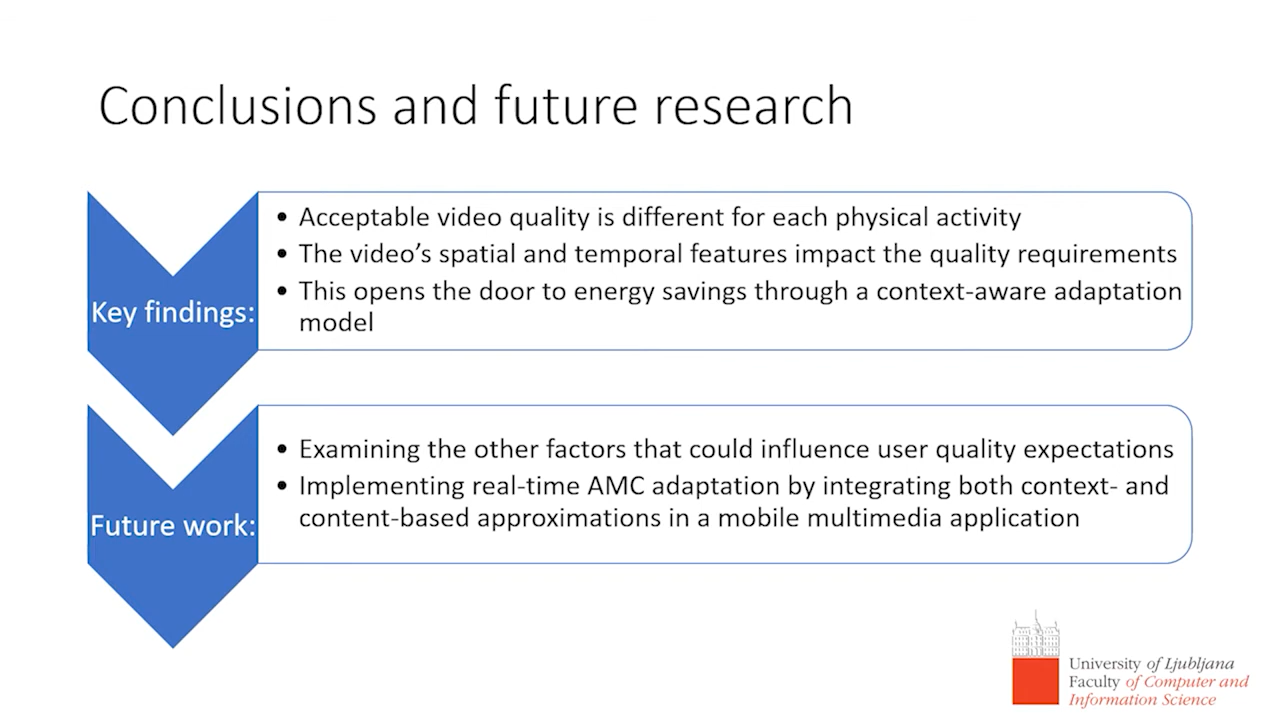 Conclusions and future research
Key findings:
• Acceptable video quality is different for each physical activity
• The video’s spatial and temporal features impact the quality requirements
• This opens the door to energy savings through a context-aware adaptation
model
Future work:
• Examining the other factors that could influence user quality expectations
• Implementing real-time AMC adaptation by integrating both context- and
content-based approximations in a mobile multimedia application
University of Ljubljana
Faculty of Computer and
Information Science